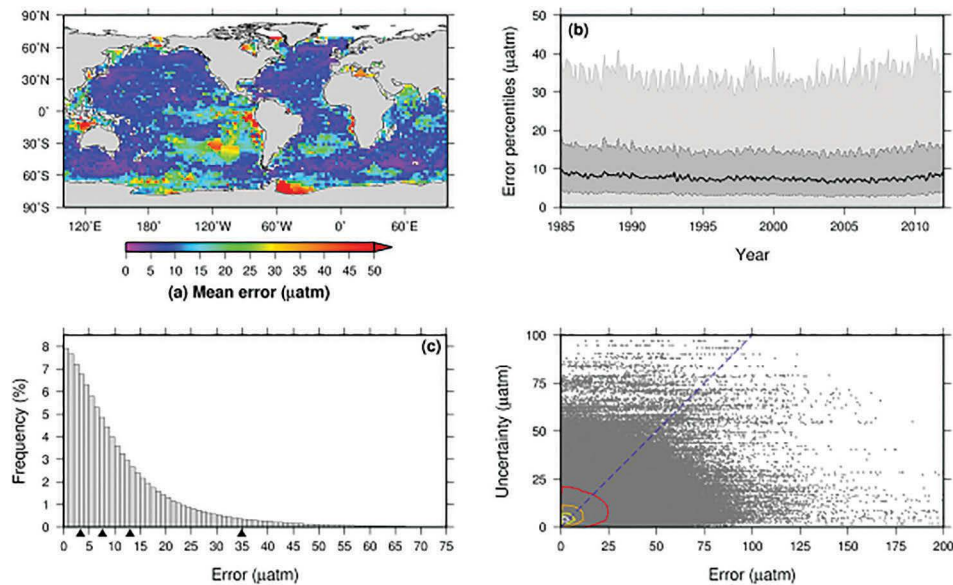 90°N
60°N
30°N
0°
30°S
60°S
90°S
120°E 180° 120°W 60°W 0° 60°E
0 5 10 15 20 25 30 35 40 45 50
(a) Mean error (µatm)
Error percentiles (µatm)
50
40
30
20
10
0
(b)
1985 1990 1995 2000 2005 2010
Year
Frequency (%)
8
7
6
5
4
3
2
1
0
(c)
0 5 10 15 20 25 30 35 40 45 50 55 60 65 70 75
Error (µatm)
Uncertainty (µatm)
100
75
50
25
0
0 25 50 75 100 125 150 175 200
Error (µatm)